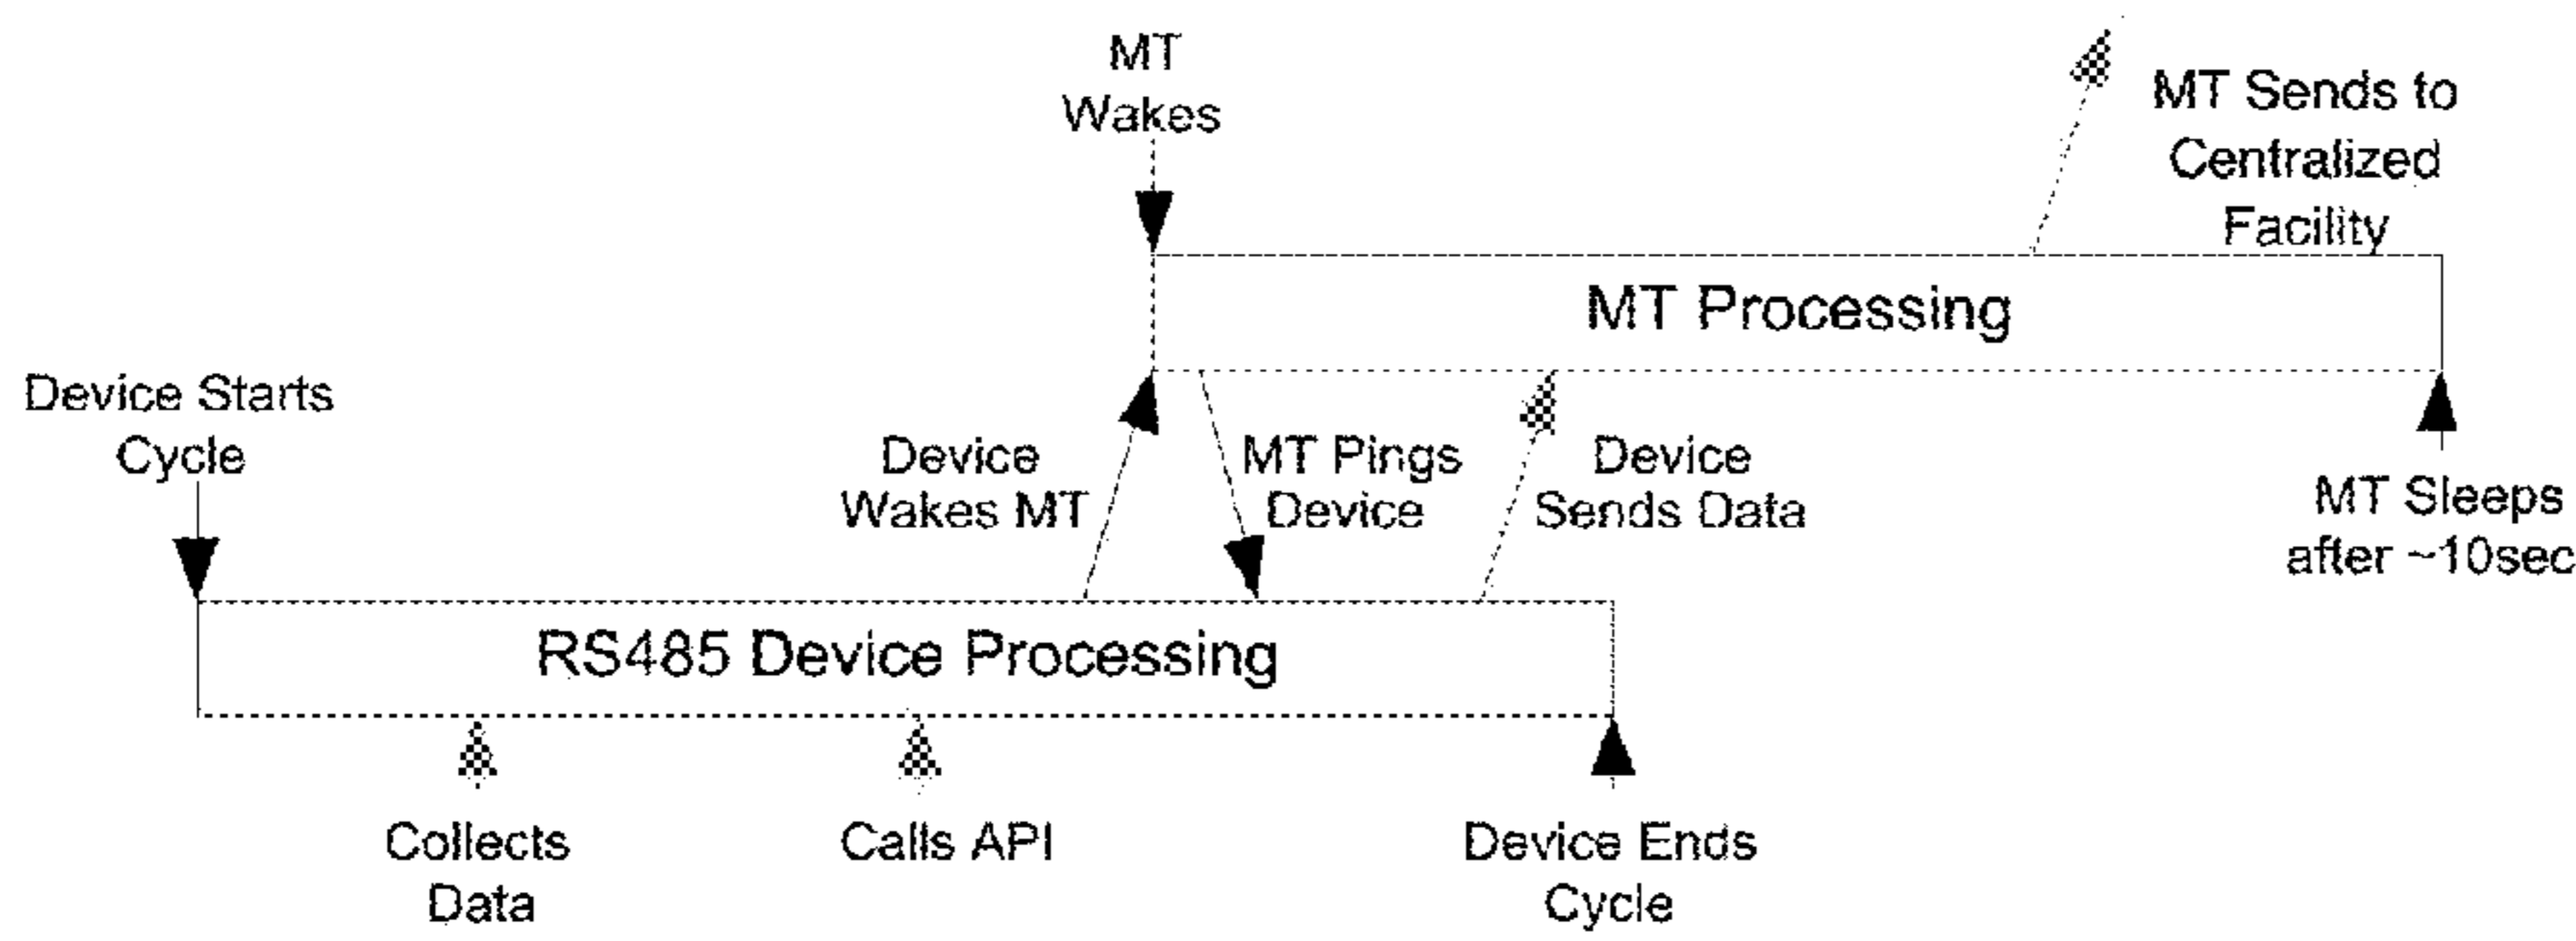 MT
Wakes
MT Sends to
Centralized
Facility
MT Processing
Device Starts
Cycle
Device
Wakes MT
MT Pings
Device
Device
Sends Data
MT Sleeps
after ~10sec
RS485 Device Processing
Collects
Data
Calls API
Device Ends
Cycle